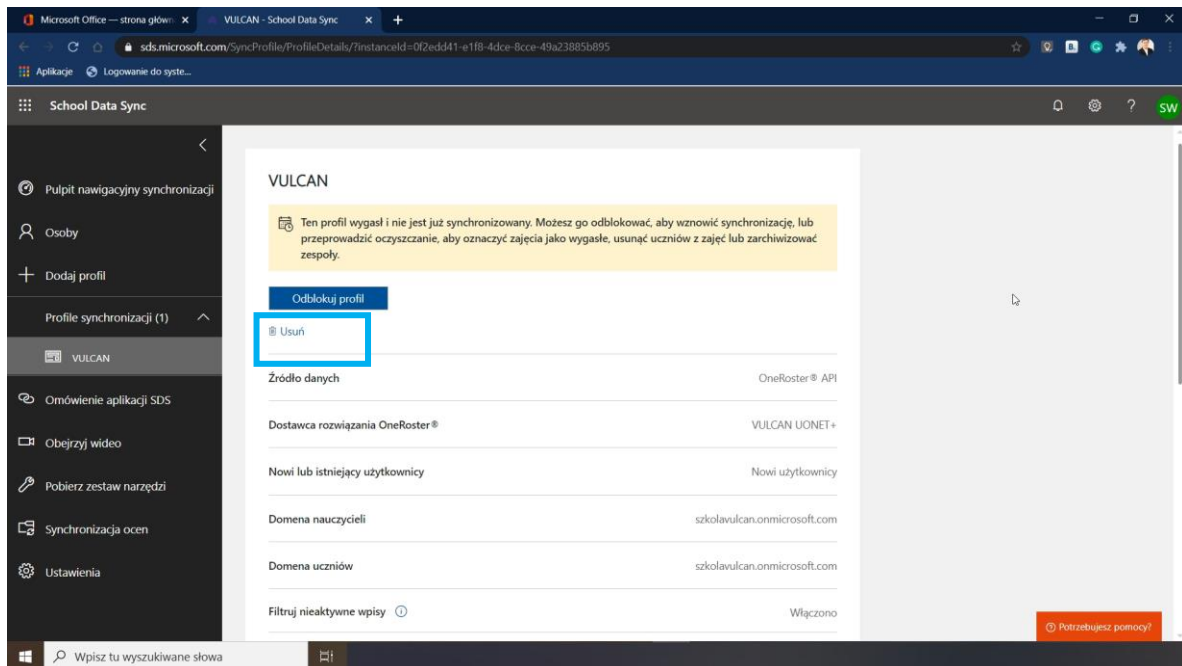 Microsoft Office — strona główn
VULCAN - School Data Sync
sds.microsoft.com/SyncProfile/ProfileDetails/?instanceId=0f2edd41-e1f8-4dce-8cce-49a23885b895
Aplikacje
Logowanie do syste...
School Data Sync
SW
Pulpit nawigacyjny synchronizacji
Osoby
Dodaj profil
Profile synchronizacji (1)
VULCAN
Omówienie aplikacji SDS
Obejrzyj wideo
Pobierz zestaw narzędzi
Synchronizacja ocen
Ustawienia
VULCAN
Ten profil wygasł i nie jest już synchronizowany. Możesz go odblokować, aby wznowić synchronizację, lub
przeprowadzić oczyszczanie, aby oznaczyć zajęcia jako wygasłe, usunąć uczniów z zajęć lub zarchiwizować
zespoły.
Odblokuj profil
Usuń
Źródło danych OneRoster® API
Dostawca rozwiązania OneRoster® VULCAN UONET+
Nowi lub istniejący użytkownicy Nowi użytkownicy
Domena nauczycieli szkolavulcan.onmicrosoft.com
Domena uczniów szkolavulcan.onmicrosoft.com
Filtruj nieaktywne wpisy Włączono
Potrzebujesz pomocy?
Wpisz tu wyszukiwane słowa